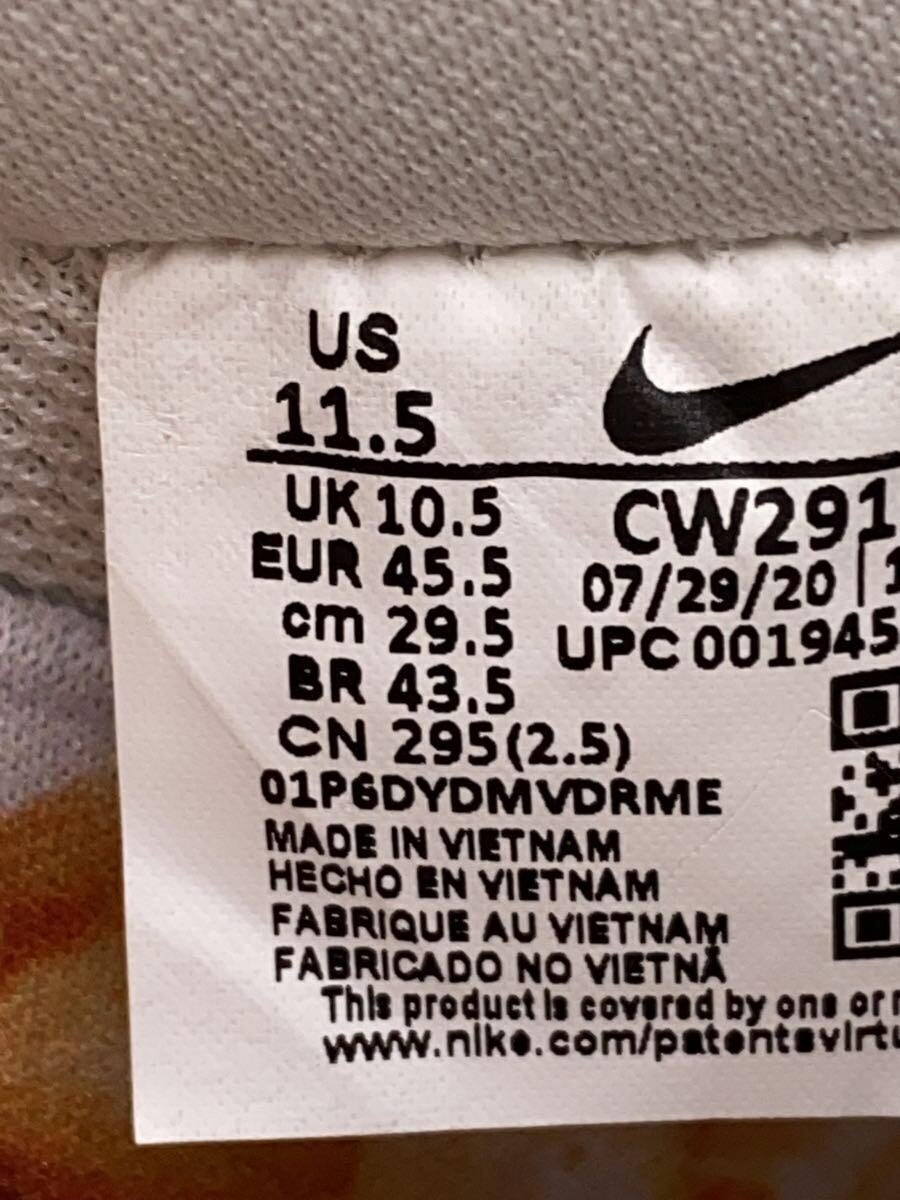 US
11.5
UK 10.5
EUR 45.5
cm 29.5
BR 43.5
CN 295(2.5)
CW291
07/29/20
UPC 001945
01P6DYDMVDRME
MADE IN VIETNAM
HECHO EN VIETNAM
FABRIQUE AU VIETNAM
FABRICADO NO VIETNÃ
This product is covered by one or
www.nike.com/patentsvirtu